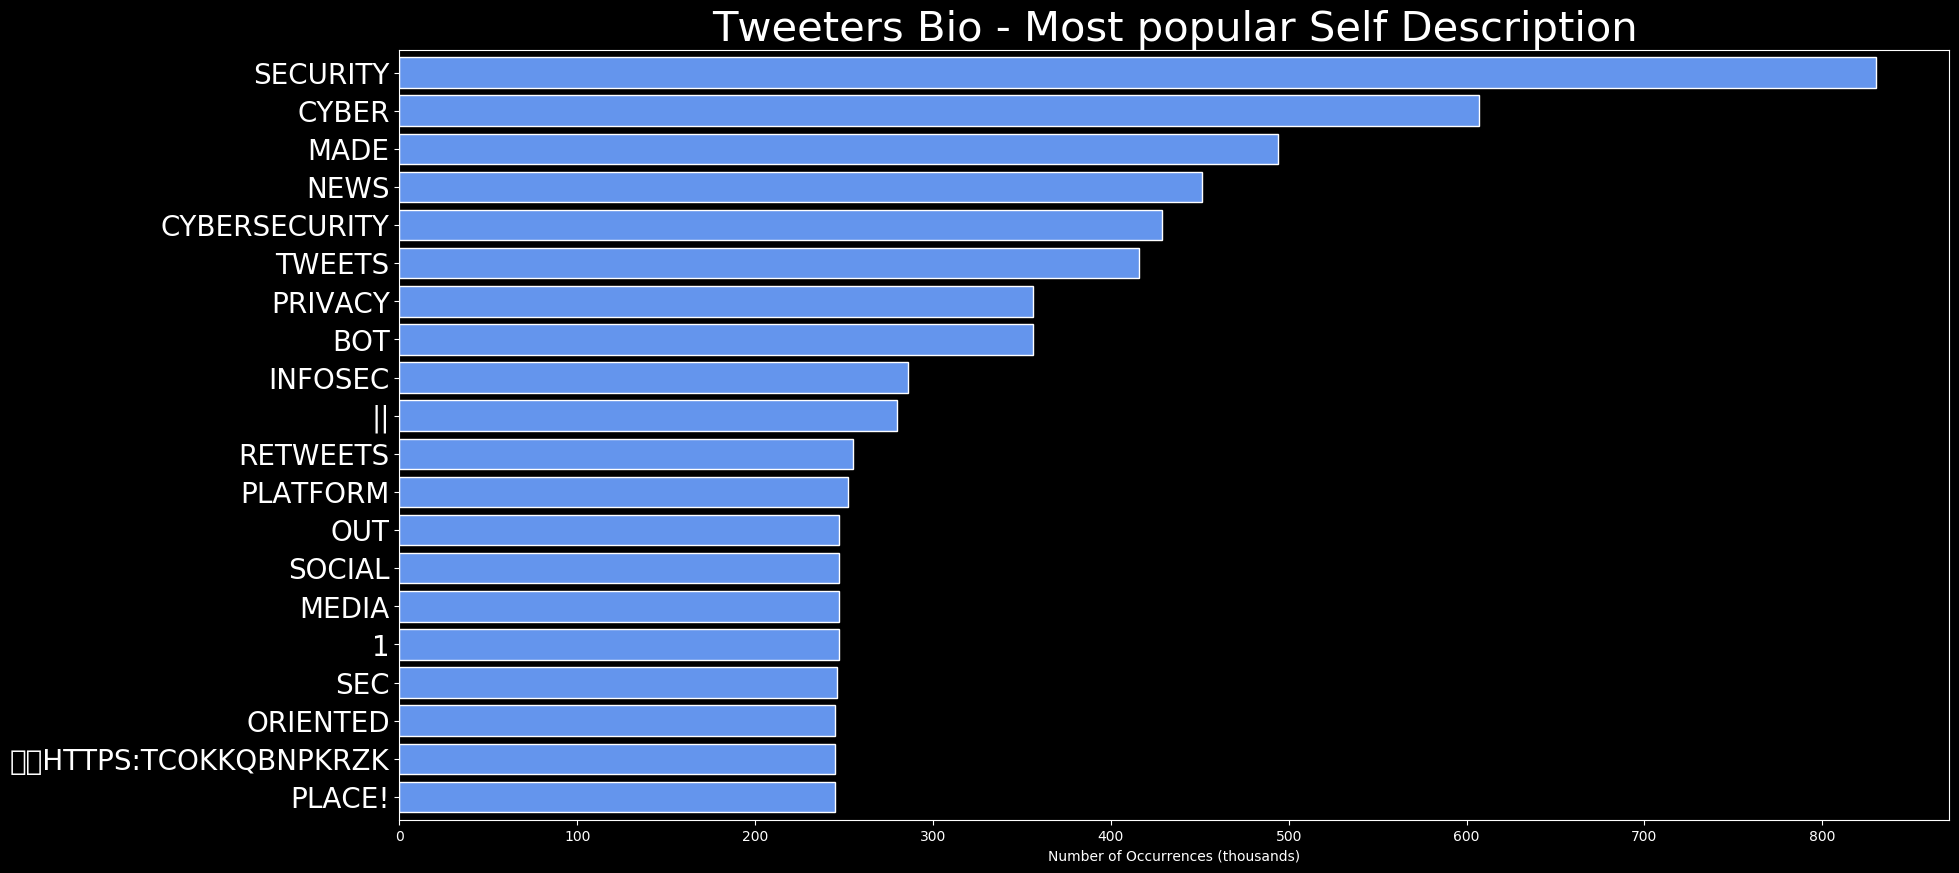 Tweeters Bio - Most popular Self Description
SECURITY
CYBER
MADE
NEWS
CYBERSECURITY
TWEETS
PRIVACY
BOT
INFOSEC
||
RETWEETS
PLATFORM
OUT
SOCIAL
MEDIA
1
SEC
ORIENTED
HTTPS:TCOKKQBNPKRZK
PLACE!
0 100 200 300 400 500 600 700 800
Number of Occurrences (thousands)